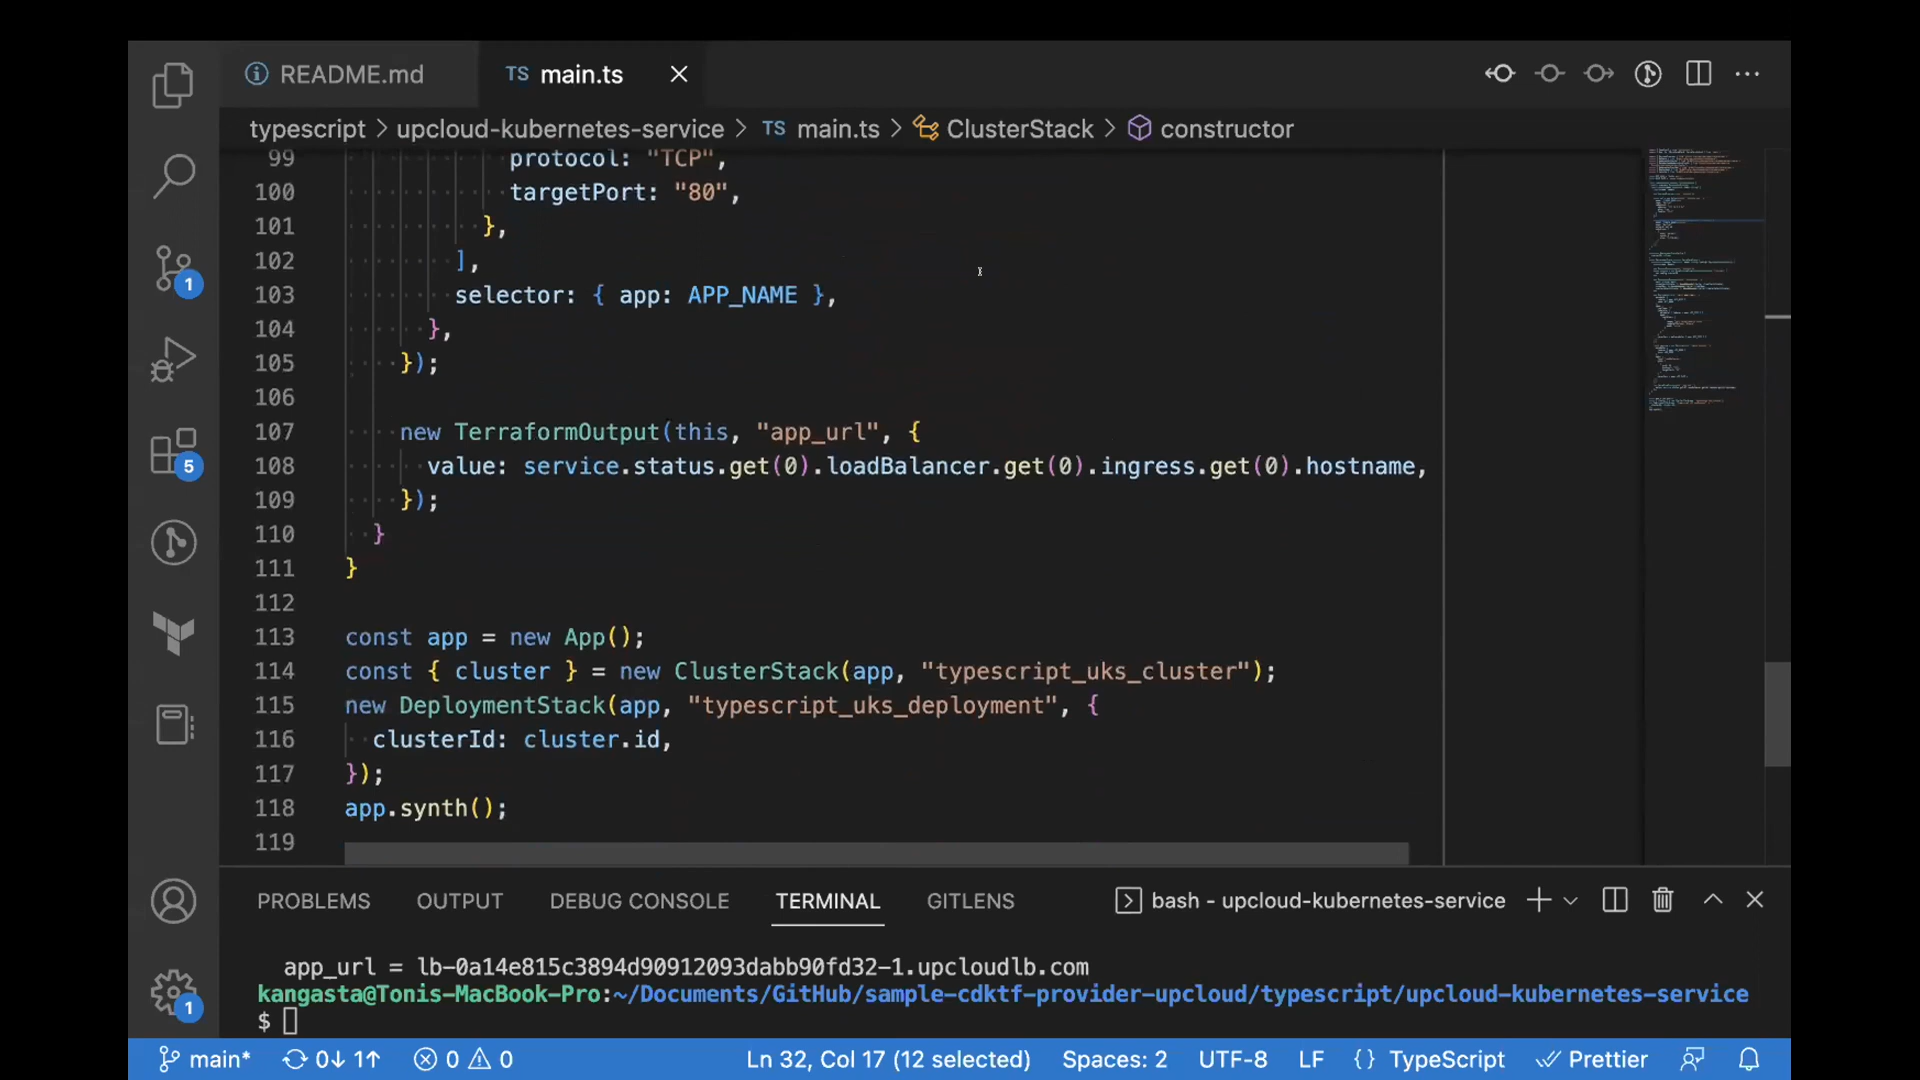 README.md
TS main.ts
typescript > upcloud-kubernetes-service > TS main.ts > ClusterStack > constructor
99 protocol: "TCP",
100 targetPort: "80",
101 },
102 ],
103 selector: { app: APP_NAME },
104 },
105 });
106
107 new TerraformOutput(this, "app_url", {
108 value: service.status.get(0).loadBalancer.get(0).ingress.get(0).hostname,
109 });
110 }
111 }
112
113 const app = new App();
114 const { cluster } = new ClusterStack(app, "typescript_uks_cluster");
115 new DeploymentStack(app, "typescript_uks_deployment", {
116 clusterId: cluster.id,
117 });
118 app.synth();
119
1
5
1
PROBLEMS OUTPUT DEBUG CONSOLE TERMINAL GITLENS bash - upcloud-kubernetes-service
app_url = lb-0a14e815c3894d90912093dabb90fd32-1.upcloudlb.com
kangasta@Tonis-MacBook-Pro:~/Documents/GitHub/sample-cdktf-provider-upcloud/typescript/upcloud-kubernetes-service
$
main* 0↓ 1↑ 0 0 Ln 32, Col 17 (12 selected) Spaces: 2 UTF-8 LF {} TypeScript Prettier